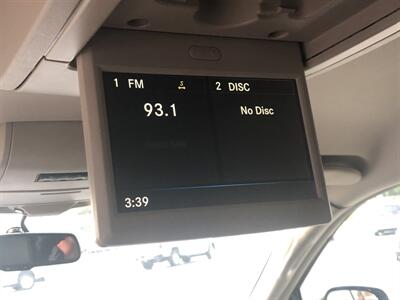 1 FM S 2 DISC
93.1 No Disc
3:39